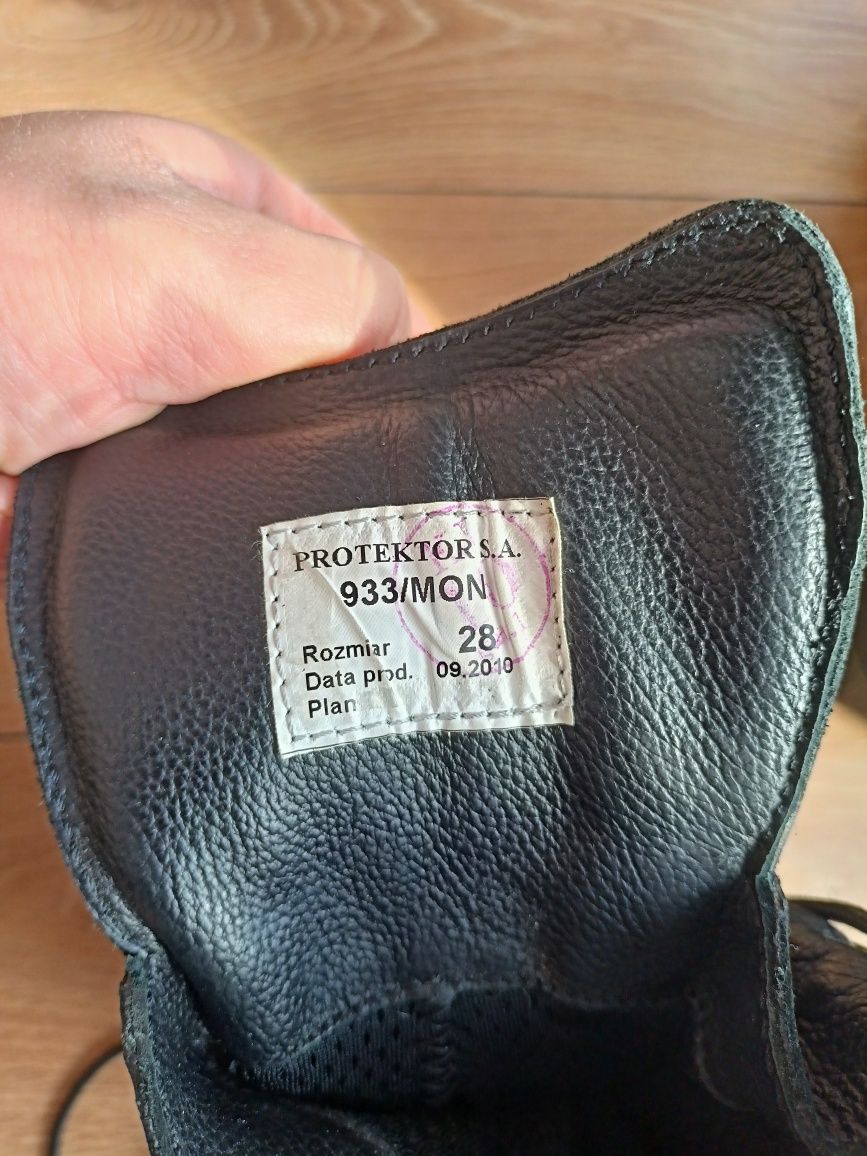 PROTEKTOR S.A.
933/MON
Rozmiar 28
Data prod. 09.2010
Plan